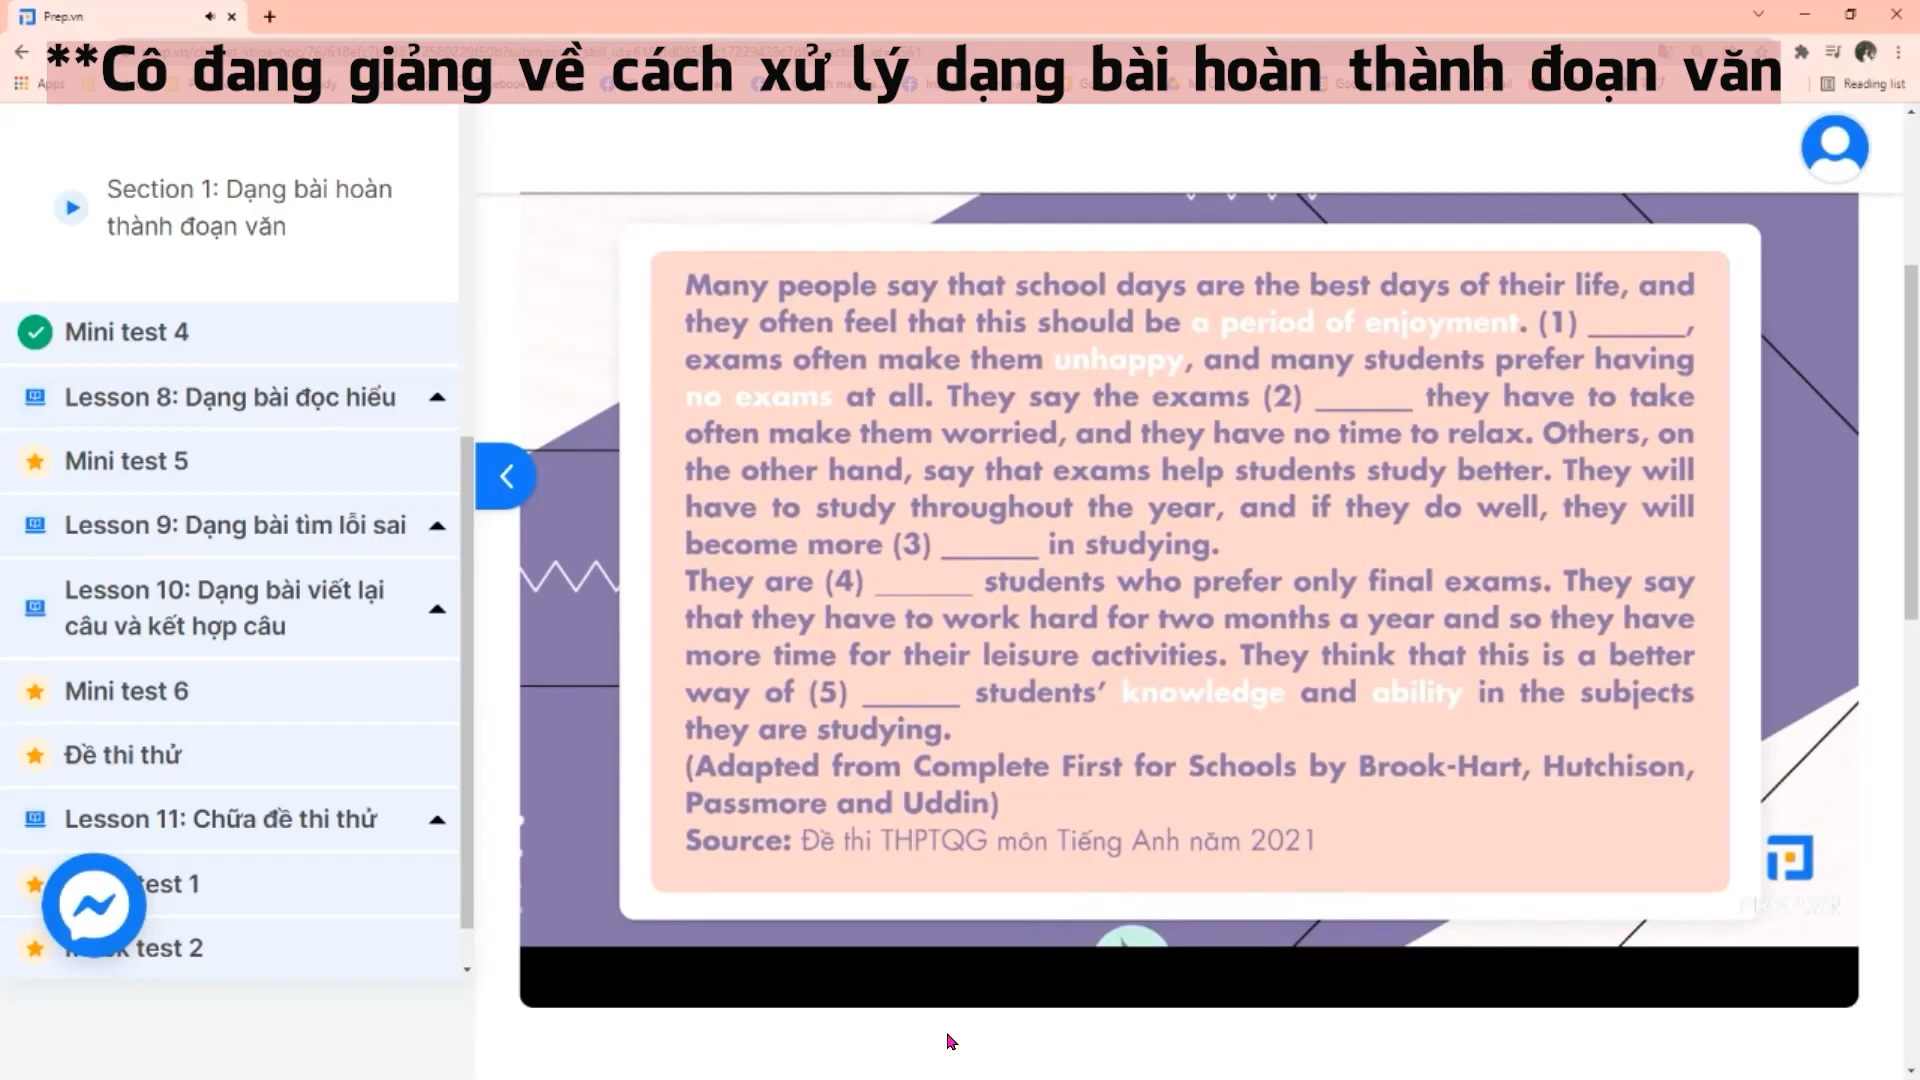 Prep.vn
**Cô đang giảng về cách xử lý dạng bài hoàn thành đoạn văn
Apps
Reading list
Section 1: Dạng bài hoàn
thành đoạn văn
Mini test 4
Lesson 8: Dạng bài đọc hiểu
Mini test 5
Lesson 9: Dạng bài tìm lỗi sai
Lesson 10: Dạng bài viết lại
câu và kết hợp câu
Mini test 6
Đề thi thử
Lesson 11: Chữa đề thi thử
test 1
test 2
Many people say that school days are the best days of their life, and
they often feel that this should be a period of enjoyment. (1) ______,
exams often make them unhappy, and many students prefer having
no exams at all. They say the exams (2) ______ they have to take
often make them worried, and they have no time to relax. Others, on
the other hand, say that exams help students study better. They will
have to study throughout the year, and if they do well, they will
become more (3) ______ in studying.
They are (4) ______ students who prefer only final exams. They say
that they have to work hard for two months a year and so they have
more time for their leisure activities. They think that this is a better
way of (5) ______ students’ knowledge and ability in the subjects
they are studying.
(Adapted from Complete First for Schools by Brook-Hart, Hutchison,
Passmore and Uddin)
Source: Đề thi THPTQG môn Tiếng Anh năm 2021
PREP.VN